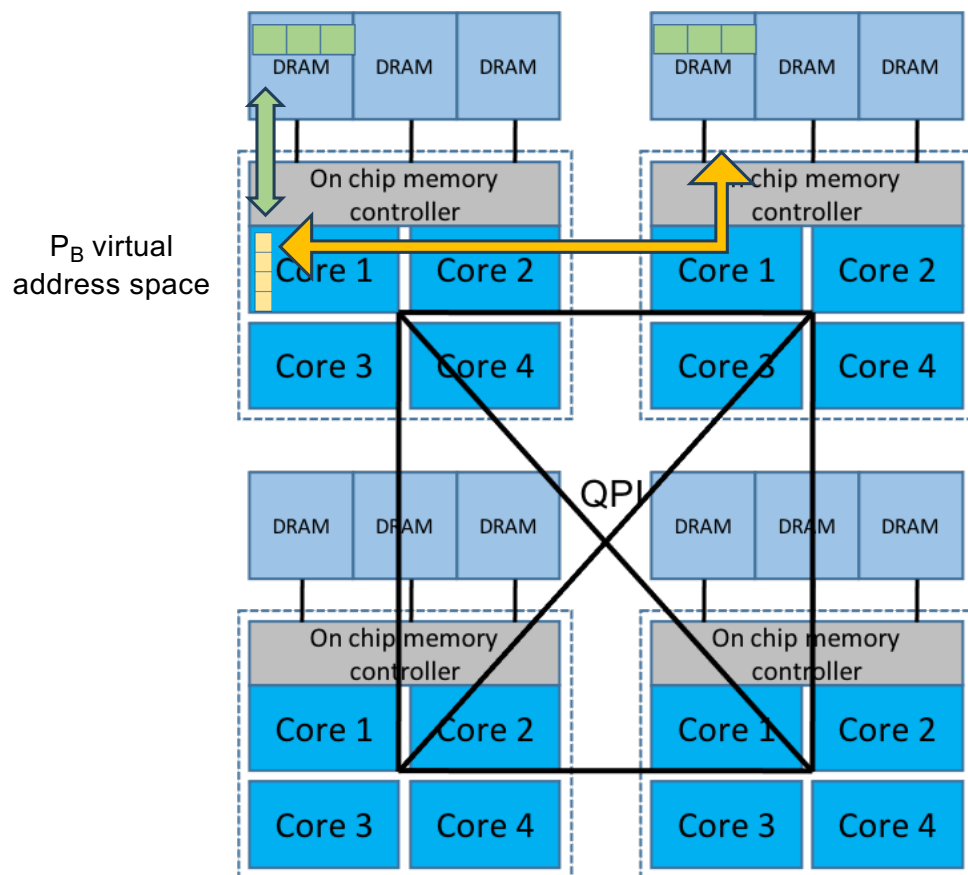 DRAM DRAM DRAM
DRAM DRAM DRAM
On chip memory
controller
On chip memory
controller
P_B virtual
address space
Core 1 Core 2
Core 1 Core 2
Core 3 Core 4
Core 3 Core 4
QPI
DRAM DRAM DRAM
DRAM DRAM DRAM
On chip memory
controller
On chip memory
controller
Core 1 Core 2
Core 1 Core 2
Core 3 Core 4
Core 3 Core 4